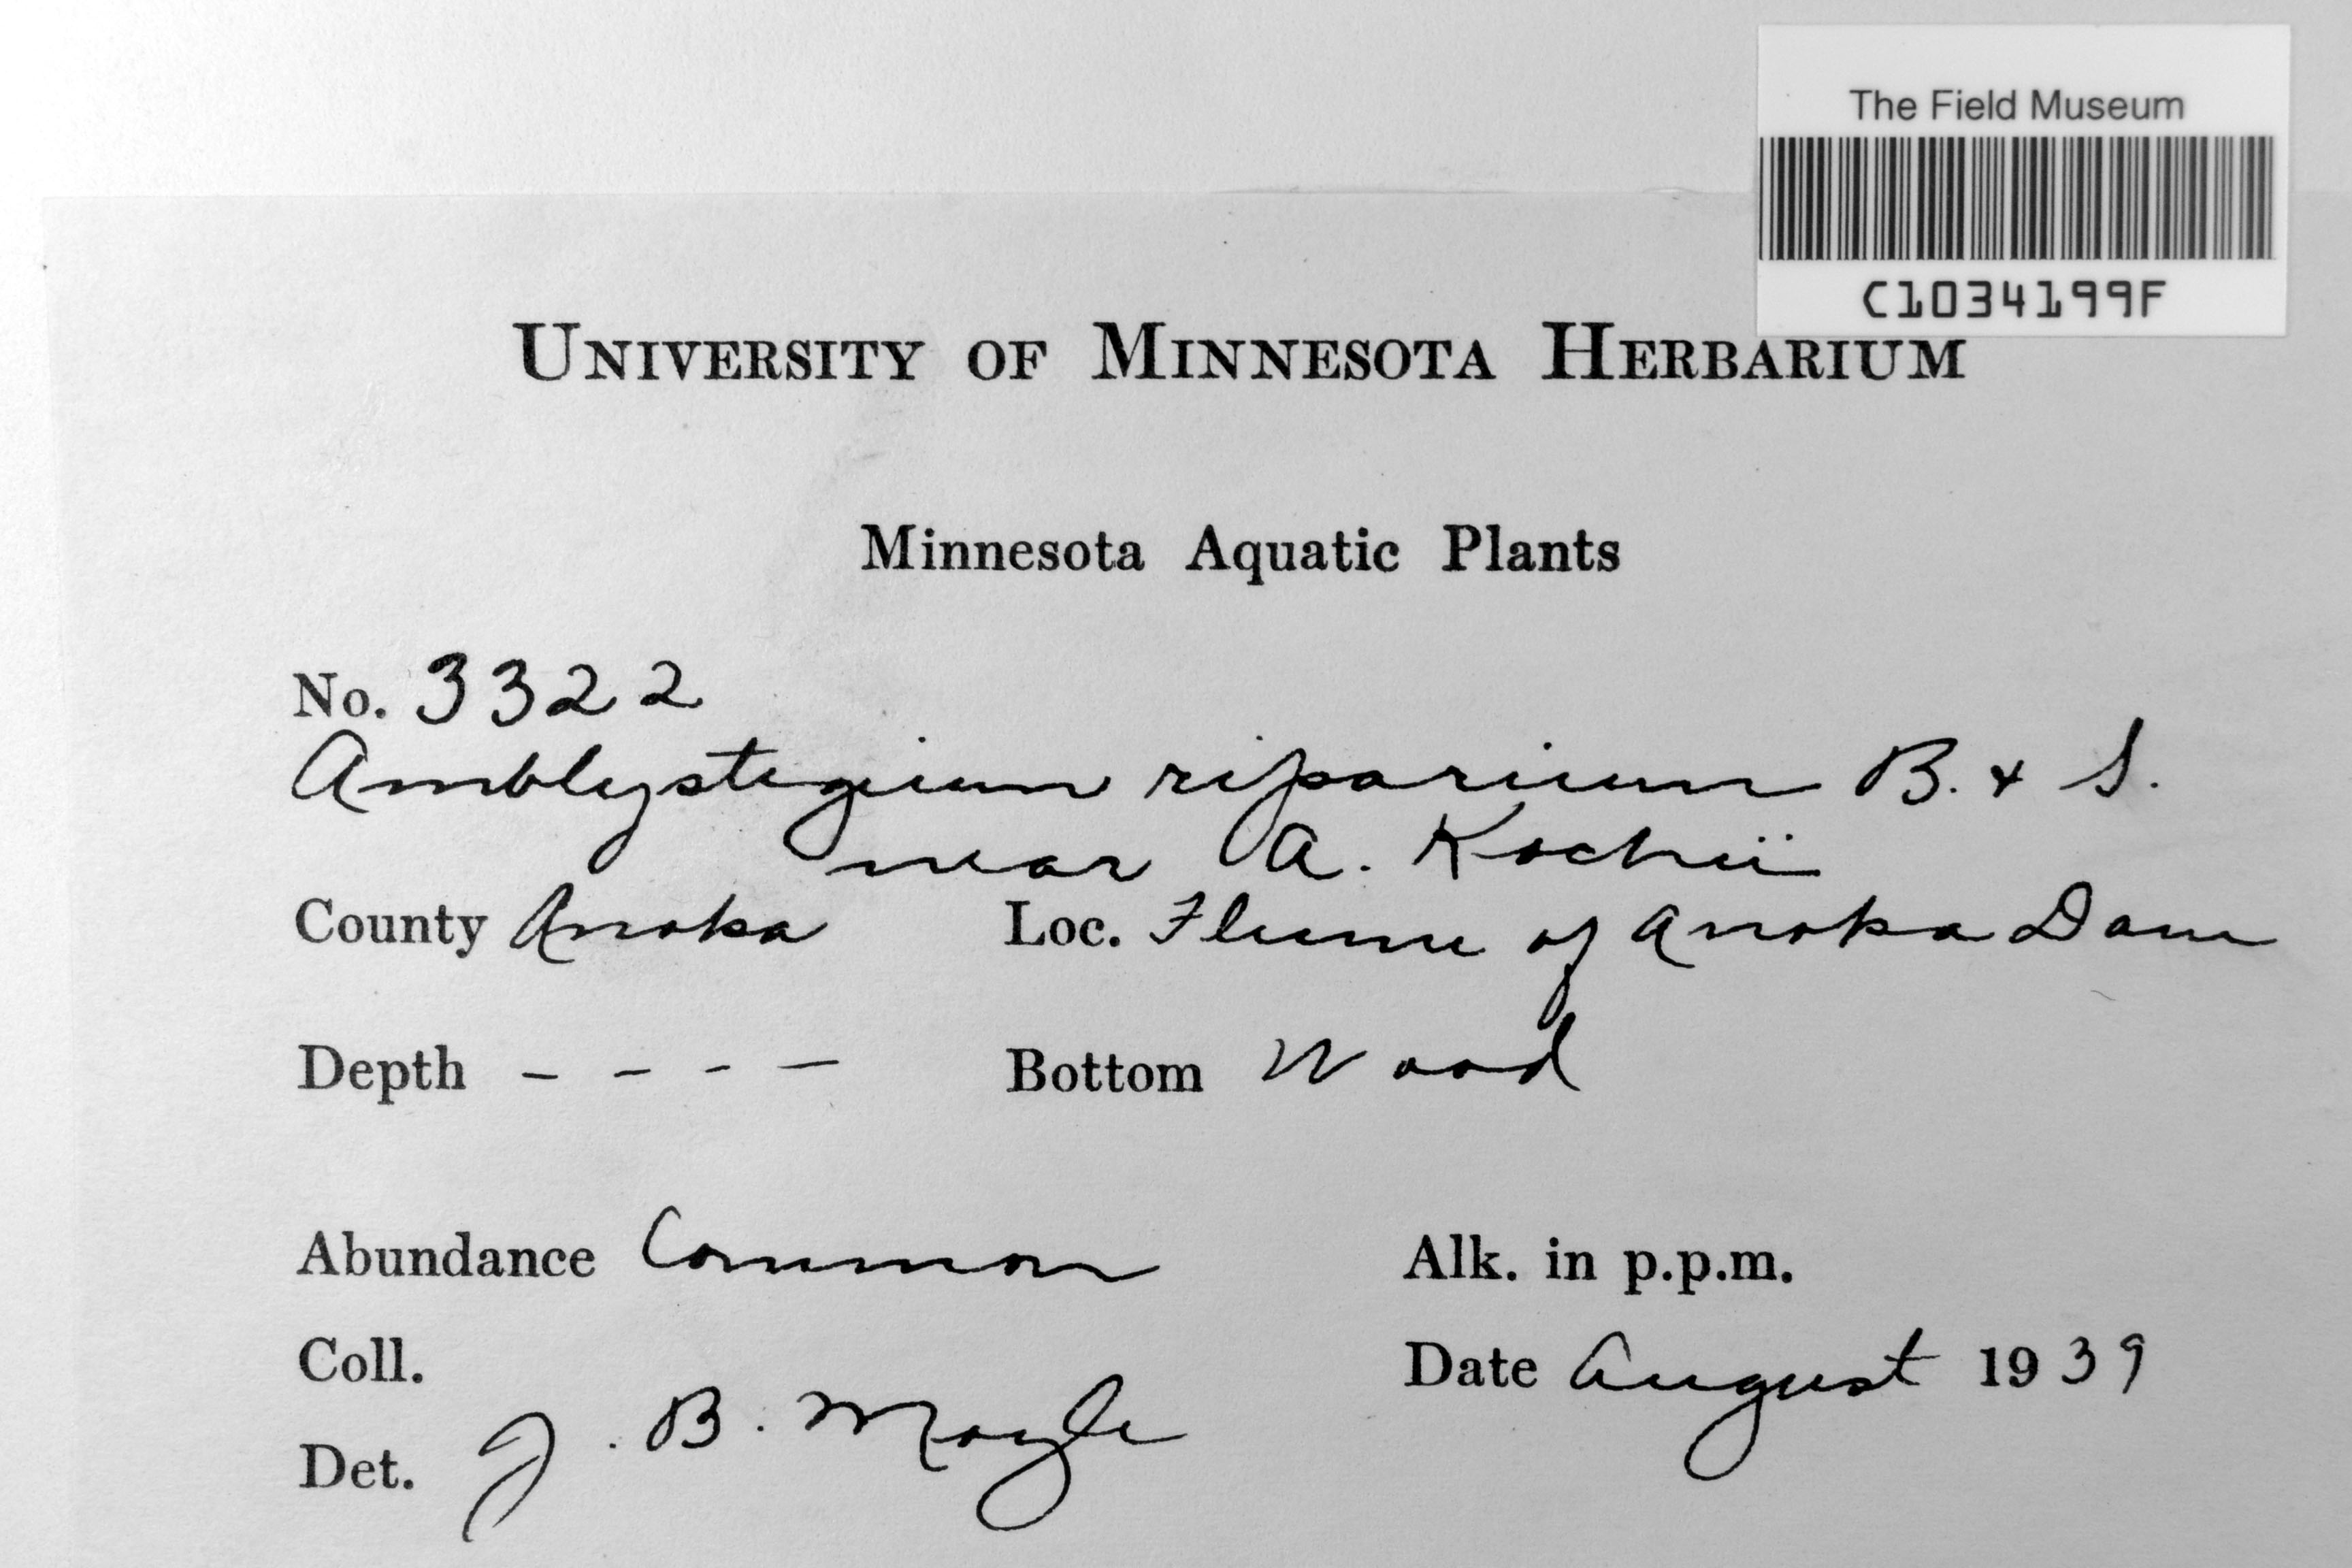 The Field Museum
C1034199F
UNIVERSITY OF MINNESOTA HERBARIUM
Minnesota Aquatic Plants
No. 3322
Amblystegium riparium B. & S.
near A. Kochii
County Anoka Loc. Flume of Anoka Dam
Depth - - - - Bottom Wood
Abundance Common Alk. in p.p.m.
Coll. Date August 1939
Det. J. B. Moyle